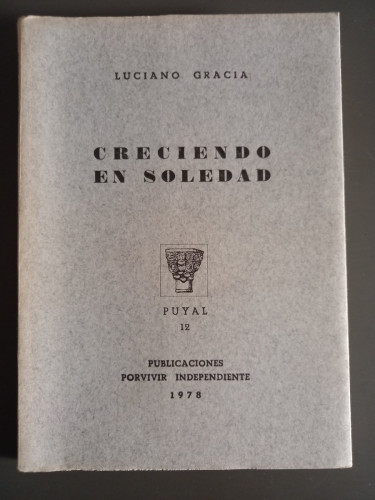 LUCIANO GRACIA
CRECIENDO
EN SOLEDAD
PUYAL
12
PUBLICACIONES
PORVIVIR INDEPENDIENTE
1978